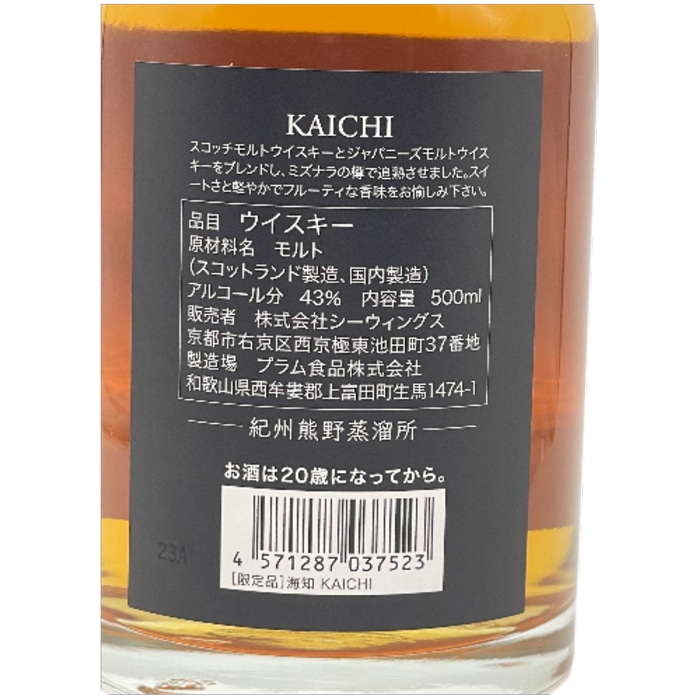 KAICHI
スコッチモルトウイスキーとジャパニーズモルトウイス
キーをブレンドし、ミズナラの樽で追熟させました。スイ
ートさと軽やかでフルーティな香味をお愉しみ下さい。
品目 ウイスキー
原材料名 モルト
（スコットランド製造、国内製造）
アルコール分 43% 内容量 500ml
販売者 株式会社シーウィングス
京都市右京区西京極東池田町37番地
製造場 プラム食品株式会社
和歌山県西牟婁郡上富田町生馬1474-1
紀州熊野蒸溜所
お酒は20歳になってから。
4 571287 037523
[限定品]海知 KAICHI
23A